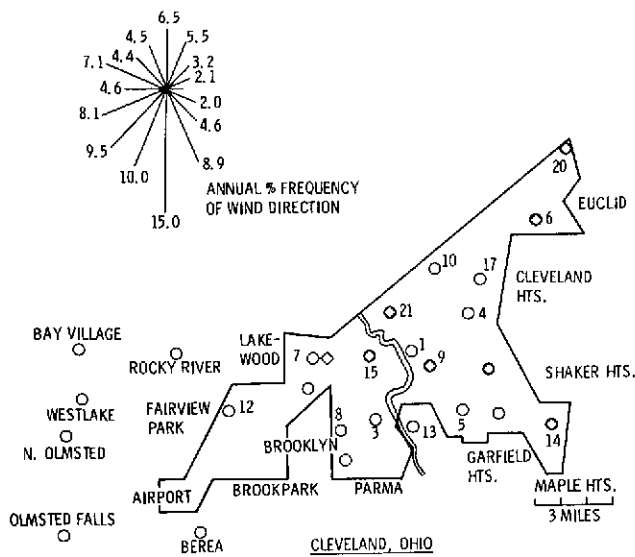 6.5
4.5
5.5
4.4
7.1
3.2
2.1
4.6
2.0
8.1
4.6
9.5
8.9
10.0
ANNUAL % FREQUENCY
OF WIND DIRECTION
15.0
20
EUCLID
6
10
17
CLEVELAND
HTS.
21
4
BAY VILLAGE
LAKE-
WOOD
ROCKY RIVER
7
15
1
9
SHAKER HTS.
WESTLAKE
FAIRVIEW
PARK
12
N. OLMSTED
8
3
13
5
14
BROOKLYN
GARFIELD
HTS.
AIRPORT
BROOKPARK
PARMA
MAPLE HTS.
3 MILES
OLMSTED FALLS
BEREA
CLEVELAND, OHIO